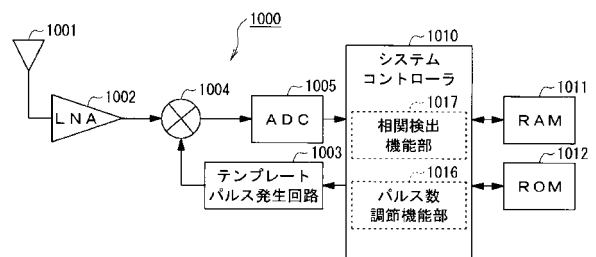 1000
1001
1002
LNA
1004
1005
ADC
1003
テンプレート
パルス発生回路
1010
システム
コントローラ
1017
相関検出
機能部
1016
パルス数
調節機能部
1011
RAM
1012
ROM